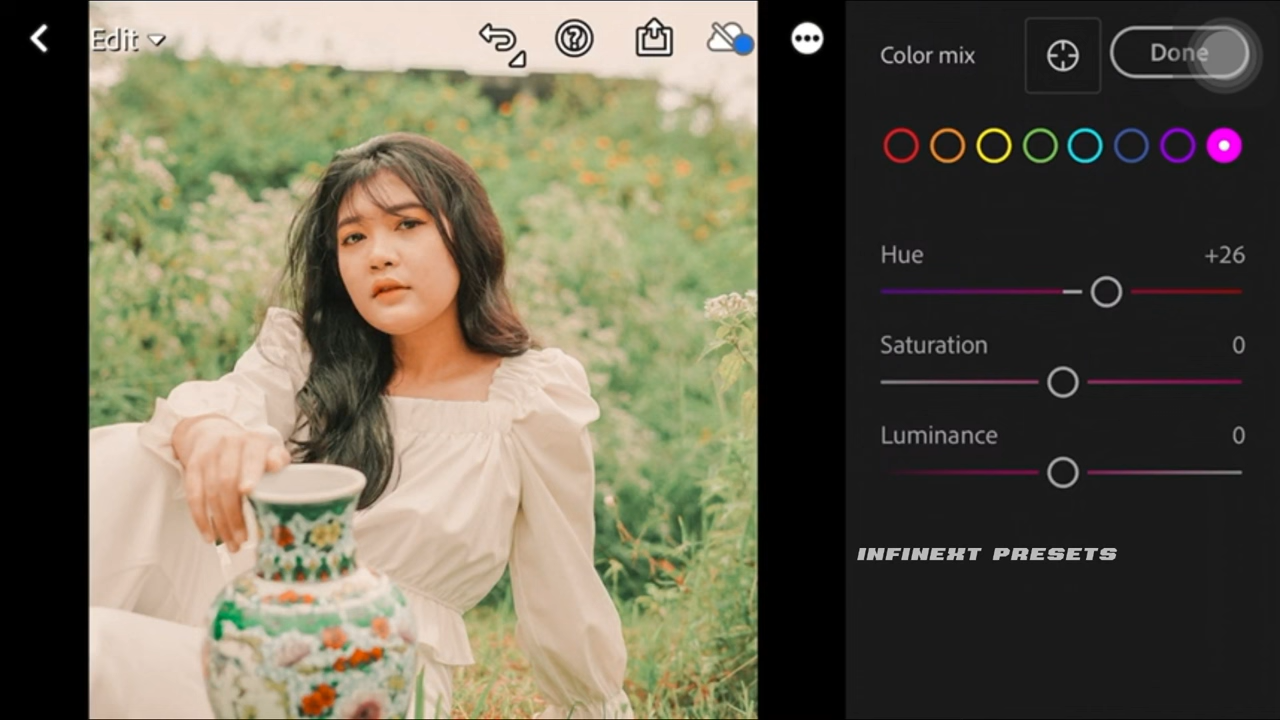 Edit
Color mix
Done
Hue +26
Saturation 0
Luminance 0
INFINEXT PRESETS